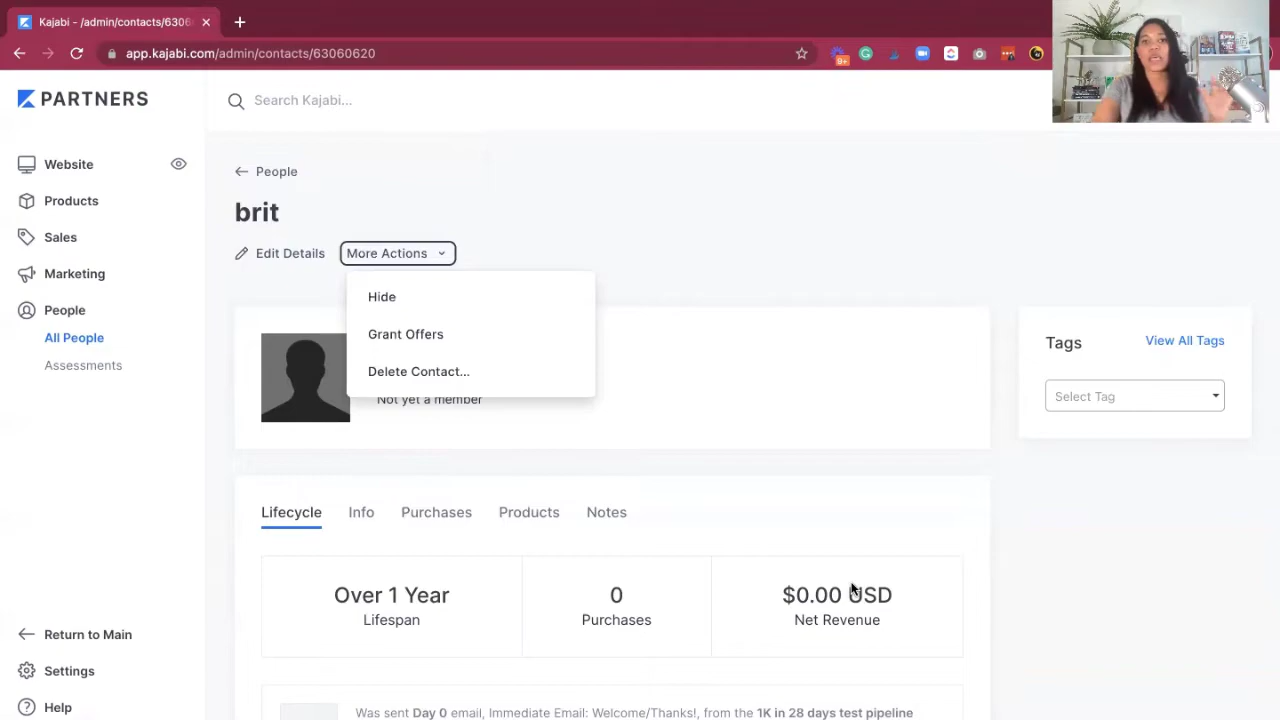 Kajabi - /admin/contacts/6306
app.kajabi.com/admin/contacts/63060620
9+
PARTNERS
Search Kajabi...
Website
Products
Sales
Marketing
People
All People
Assessments
Return to Main
Settings
Help
People
brit
Edit Details
More Actions
Hide
Grant Offers
Delete Contact...
Not yet a member
Tags
View All Tags
Select Tag
Lifecycle Info Purchases Products Notes
Over 1 Year
Lifespan
0
Purchases
$0.00 USD
Net Revenue
Was sent Day 0 email, Immediate Email: Welcome/Thanks!, from the 1K in 28 days test pipeline